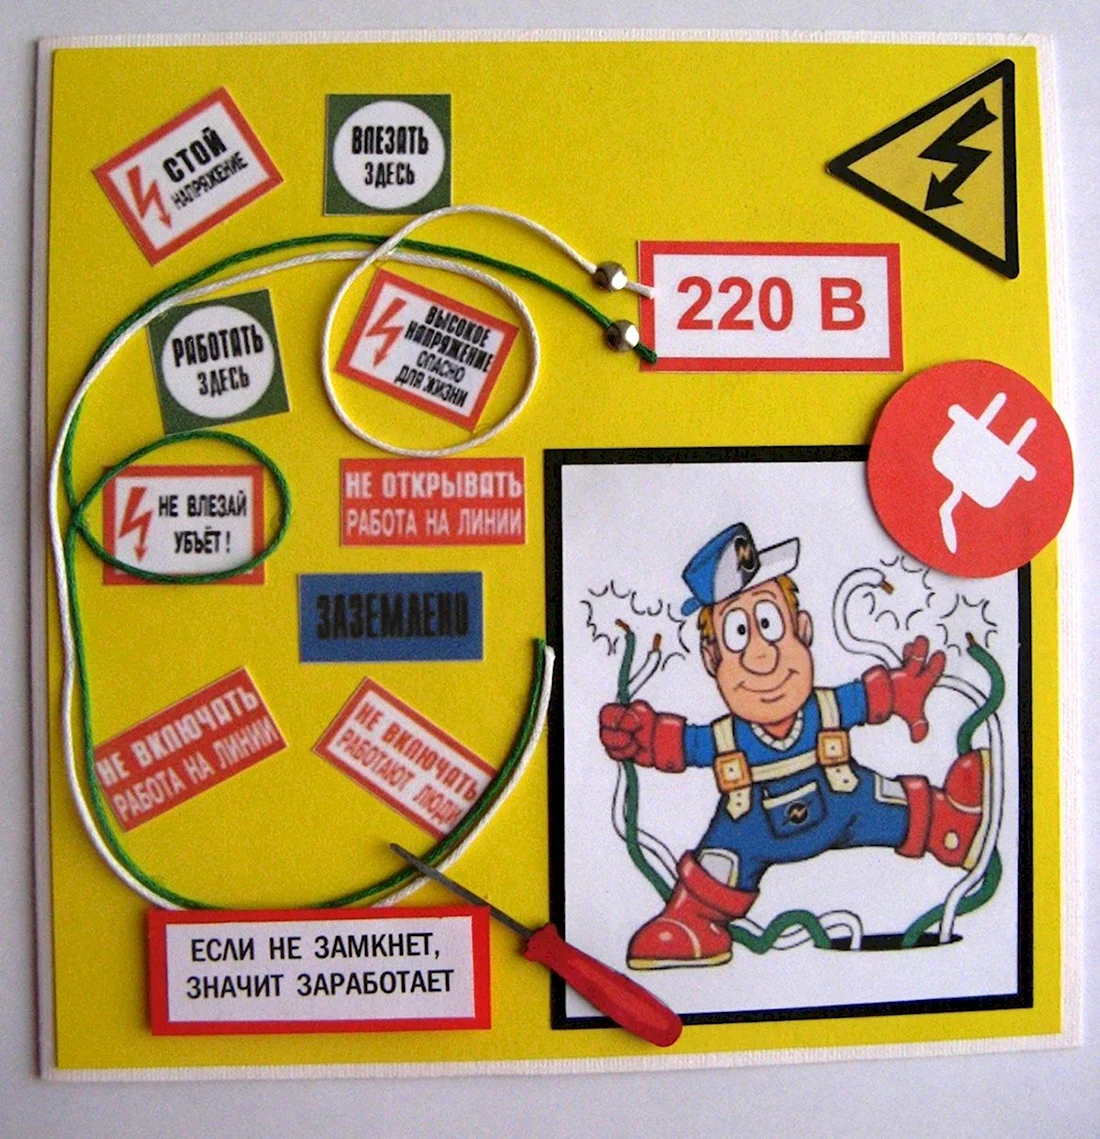 СТОЙ
НАПРЯЖЕНИЕ
ВЛЕЗАТЬ
ЗДЕСЬ
220 В
РАБОТАТЬ
ЗДЕСЬ
ВЫСОКОЕ
НАПРЯЖЕНИЕ
ОПАСНО
ДЛЯ ЖИЗНИ
НЕ ВЛЕЗАЙ
УБЪЁТ!
НЕ ОТКРЫВАТЬ
РАБОТА НА ЛИНИИ
ЗАЗЕМЛЕНО
НЕ ВКЛЮЧАТЬ
РАБОТА НА ЛИНИИ
НЕ ВКЛЮЧАТЬ
РАБОТАЮТ ЛЮДИ
ЕСЛИ НЕ ЗАМКНЕТ,
ЗНАЧИТ ЗАРАБОТАЕТ